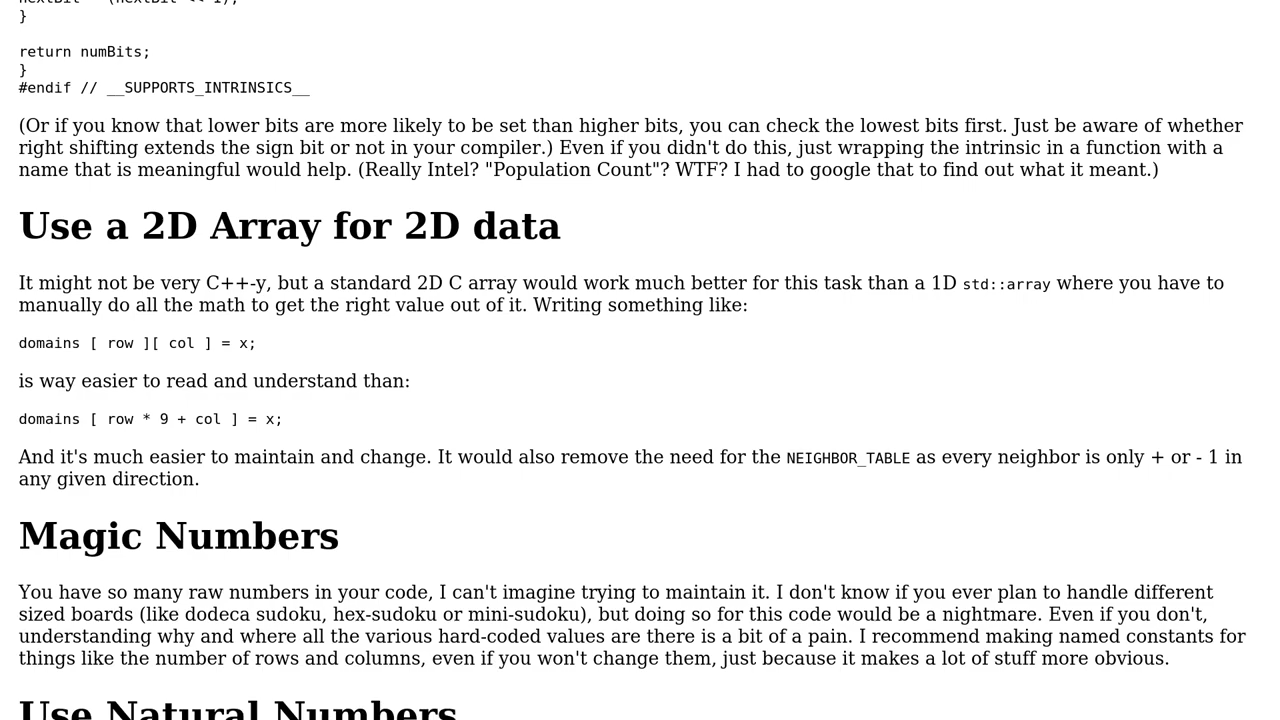 nextBit = (nextBit << 1);
}
return numBits;
}
#endif // __SUPPORTS_INTRINSICS__
(Or if you know that lower bits are more likely to be set than higher bits, you can check the lowest bits first. Just be aware of whether
right shifting extends the sign bit or not in your compiler.) Even if you didn't do this, just wrapping the intrinsic in a function with a
name that is meaningful would help. (Really Intel? "Population Count"? WTF? I had to google that to find out what it meant.)
Use a 2D Array for 2D data
It might not be very C++-y, but a standard 2D C array would work much better for this task than a 1D std::array where you have to
manually do all the math to get the right value out of it. Writing something like:
domains [ row ][ col ] = x;
is way easier to read and understand than:
domains [ row * 9 + col ] = x;
And it's much easier to maintain and change. It would also remove the need for the NEIGHBOR_TABLE as every neighbor is only + or - 1 in
any given direction.
Magic Numbers
You have so many raw numbers in your code, I can't imagine trying to maintain it. I don't know if you ever plan to handle different
sized boards (like dodeca sudoku, hex-sudoku or mini-sudoku), but doing so for this code would be a nightmare. Even if you don't,
understanding why and where all the various hard-coded values are there is a bit of a pain. I recommend making named constants for
things like the number of rows and columns, even if you won't change them, just because it makes a lot of stuff more obvious.
Use Natural Numbers